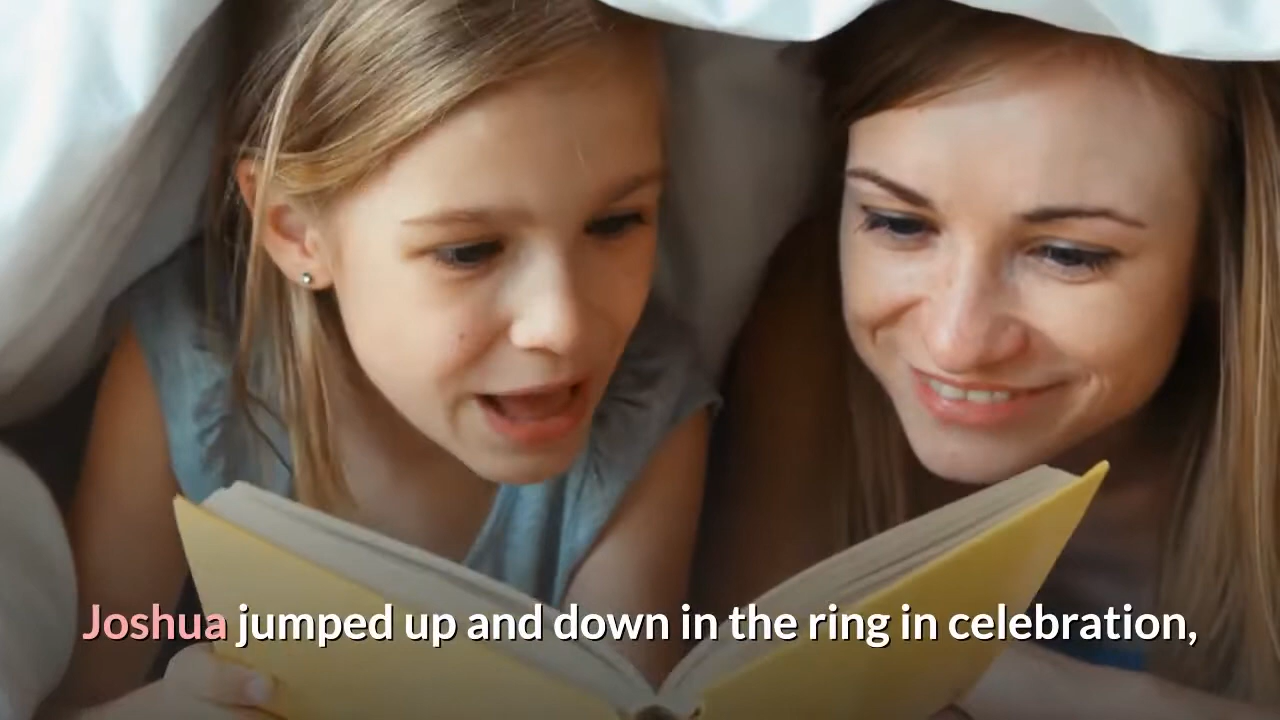 Joshua jumped up and down in the ring in celebration,